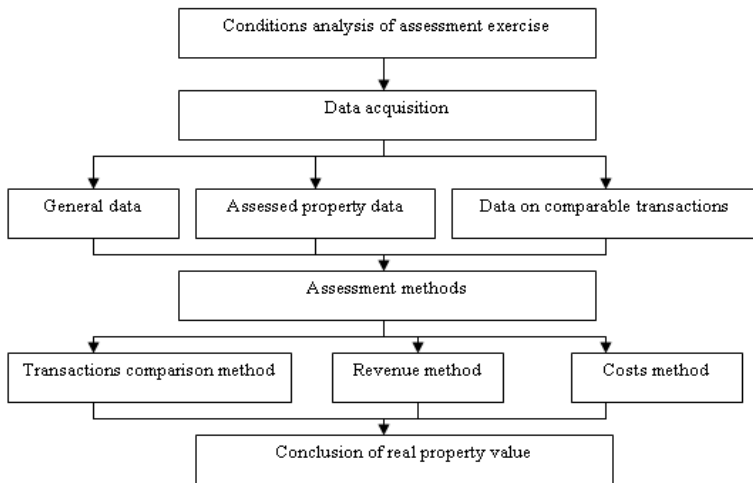 Conditions analysis of assessment exercise
Data acquisition
General data
Assessed property data
Data on comparable transactions
Assessment methods
Transactions comparison method
Revenue method
Costs method
Conclusion of real property value